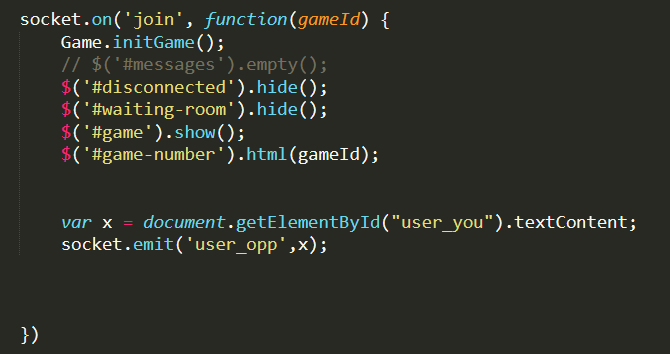 socket.on('join', function(gameId) {
Game.initGame();
// $('#messages').empty();
$('#disconnected').hide();
$('#waiting-room').hide();
$('#game').show();
$('#game-number').html(gameId);
var x = document.getElementById("user_you").textContent;
socket.emit('user_opp',x);
})